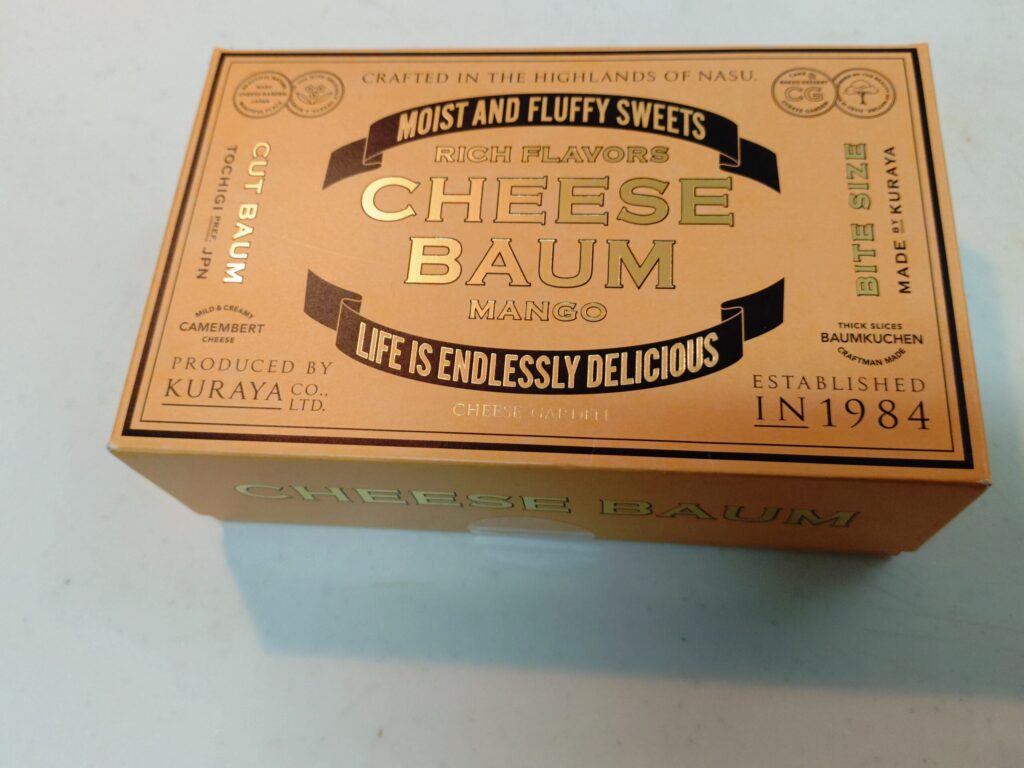 CRAFTED IN THE HIGHLANDS OF NASU.
MOIST AND FLUFFY SWEETS
RICH FLAVORS
CHEESE
BAUM
MANGO
LIFE IS ENDLESSLY DELICIOUS
CHEESE GARDEN
CUT BAUM
TOCHIGI PREF. JPN
MILD & CREAMY
CAMEMBERT
CHEESE
PRODUCED BY
KURAYA CO., LTD.
CG
BITE SIZE
MADE BY KURAYA
THICK SLICES
BAUMKUCHEN
CRAFTMAN MADE
ESTABLISHED
IN 1984
CHEESE BAUM